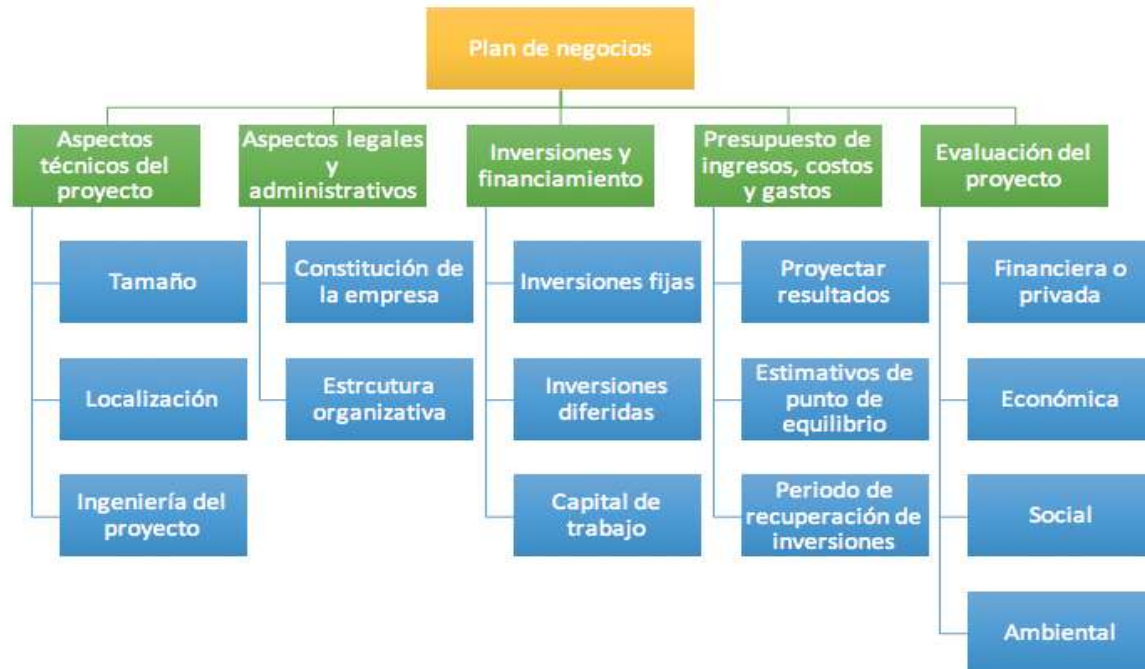 Plan de negocios
Aspectos
técnicos del
proyecto
Tamaño
Localización
Ingeniería del
proyecto
Aspectos legales
y
administrativos
Constitución de
la empresa
Estrcutura
organizativa
Inversiones y
financiamiento
Inversiones fijas
Inversiones
diferidas
Capital de
trabajo
Presupuesto de
ingresos, costos
y gastos
Proyectar
resultados
Estimativos de
punto de
equilibrio
Periodo de
recuperación de
inversiones
Evaluación del
proyecto
Financiera o
privada
Económica
Social
Ambiental